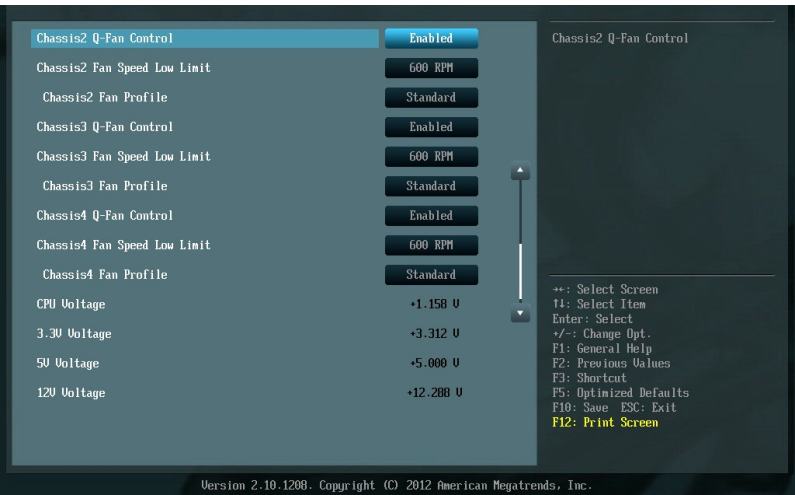 Chassis2 Q-Fan Control Enabled
Chassis2 Fan Speed Low Limit 600 RPM
Chassis2 Fan Profile Standard
Chassis3 Q-Fan Control Enabled
Chassis3 Fan Speed Low Limit 600 RPM
Chassis3 Fan Profile Standard
Chassis4 Q-Fan Control Enabled
Chassis4 Fan Speed Low Limit 600 RPM
Chassis4 Fan Profile Standard
CPU Voltage +1.158 V
3.3V Voltage +3.312 V
5V Voltage +5.000 V
12V Voltage +12.288 V
Chassis2 Q-Fan Control
→←: Select Screen
↑↓: Select Item
Enter: Select
+/-: Change Opt.
F1: General Help
F2: Previous Values
F3: Shortcut
F5: Optimized Defaults
F10: Save ESC: Exit
F12: Print Screen
Version 2.10.1208. Copyright (C) 2012 American Megatrends, Inc.